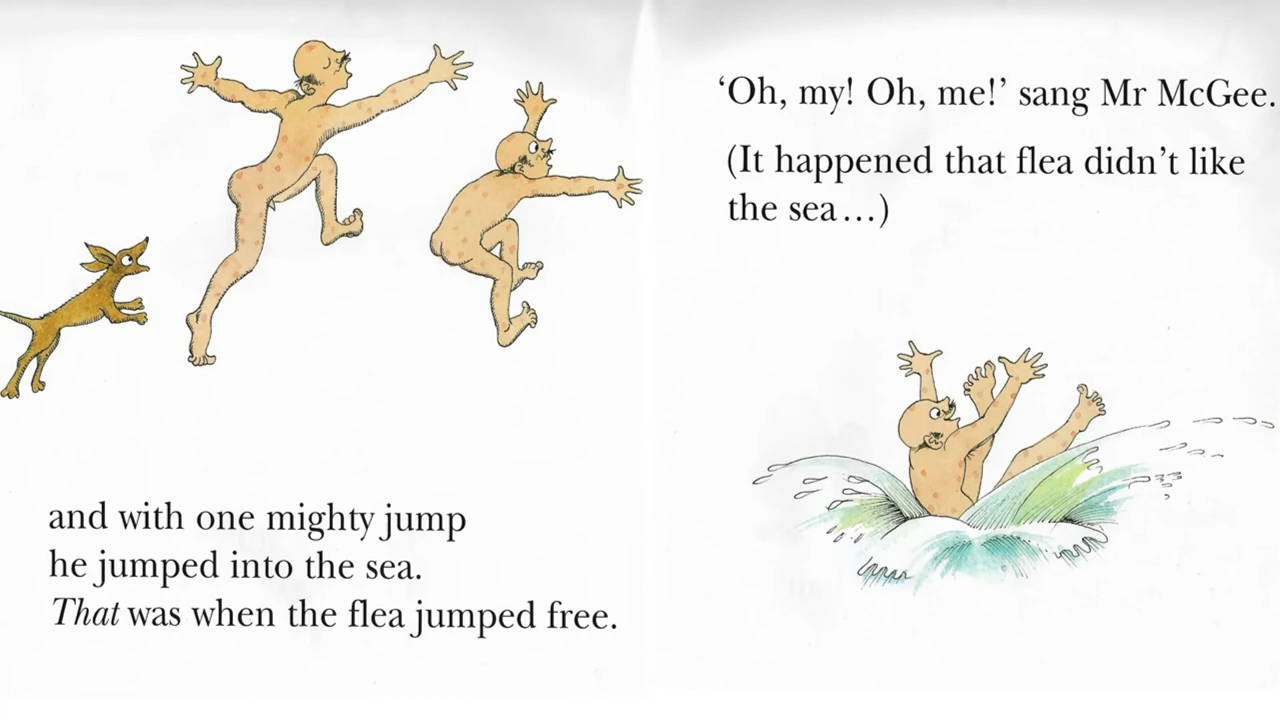 and with one mighty jump
he jumped into the sea.
That was when the flea jumped free.
‘Oh, my! Oh, me!’ sang Mr McGee.
(It happened that flea didn’t like
the sea…)